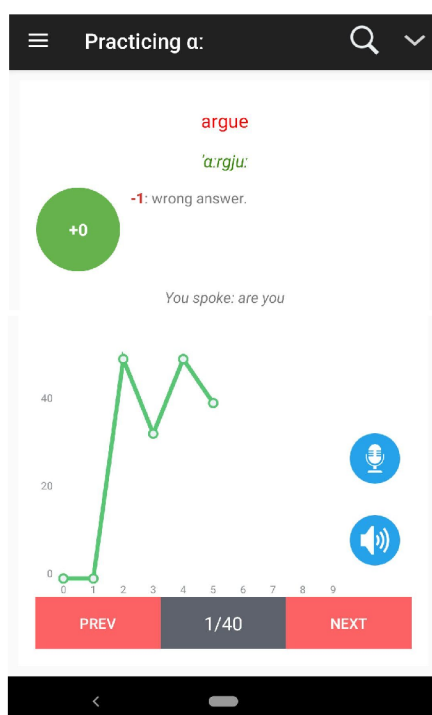 Practicing ɑ:
argue
'ɑ:rgju:
-1: wrong answer.
+0
You spoke: are you
40
20
0
0 1 2 3 4 5 6 7 8 9
PREV 1/40 NEXT